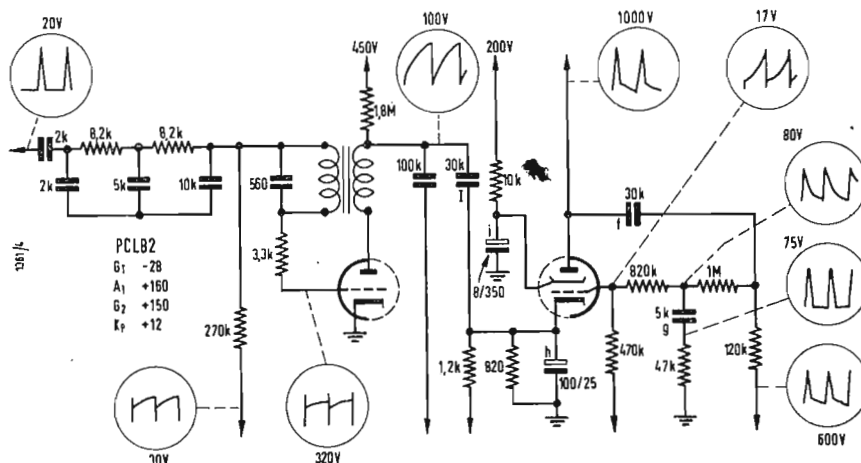 20V
100V
1000V
17V
450V
200V
80V
75V
600V
2k
8,2k
8,2k
2k
5k
10k
560
3,3k
1,8M
100k
30k
I
10k
i
8/350
30k
f
820k
1M
5k
g
PCL82
G1 -28
A1 +160
G2 +150
Kp +12
1361/4
270k
1,2k
820
h
100/25
470k
47k
120k
320V